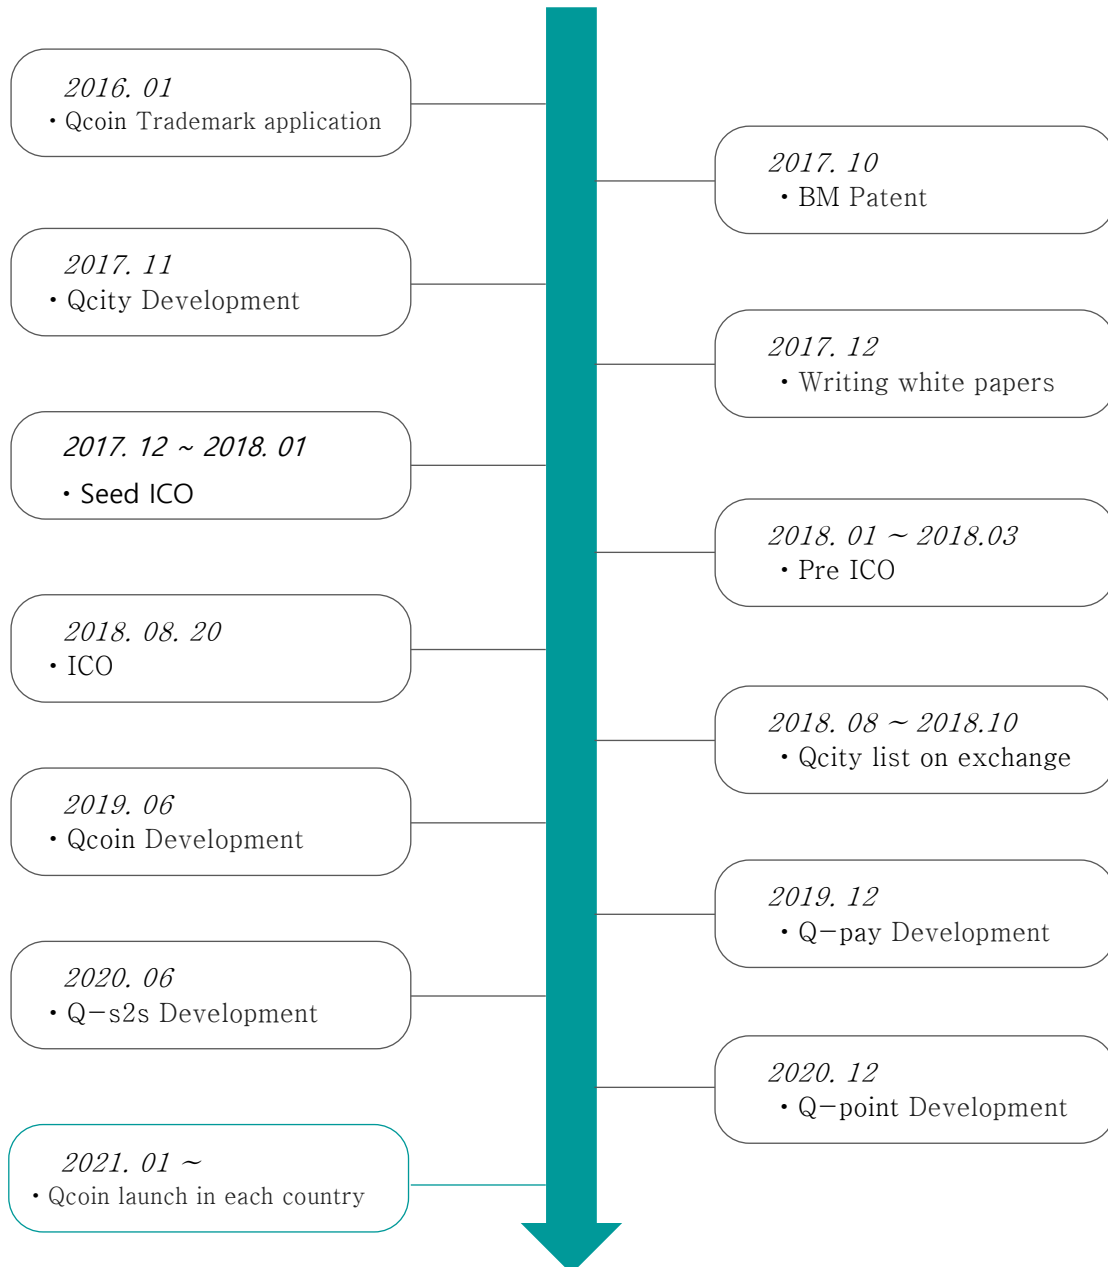 2016. 01
・Qcoin Trademark application
2017. 10
・BM Patent
2017. 11
・Qcity Development
2017. 12
・Writing white papers
2017. 12 ~ 2018. 01
・Seed ICO
2018. 01 ~ 2018.03
・Pre ICO
2018. 08. 20
・ICO
2018. 08 ~ 2018.10
・Qcity list on exchange
2019. 06
・Qcoin Development
2019. 12
・Q-pay Development
2020. 06
・Q-s2s Development
2020. 12
・Q-point Development
2021. 01 ~
・Qcoin launch in each country